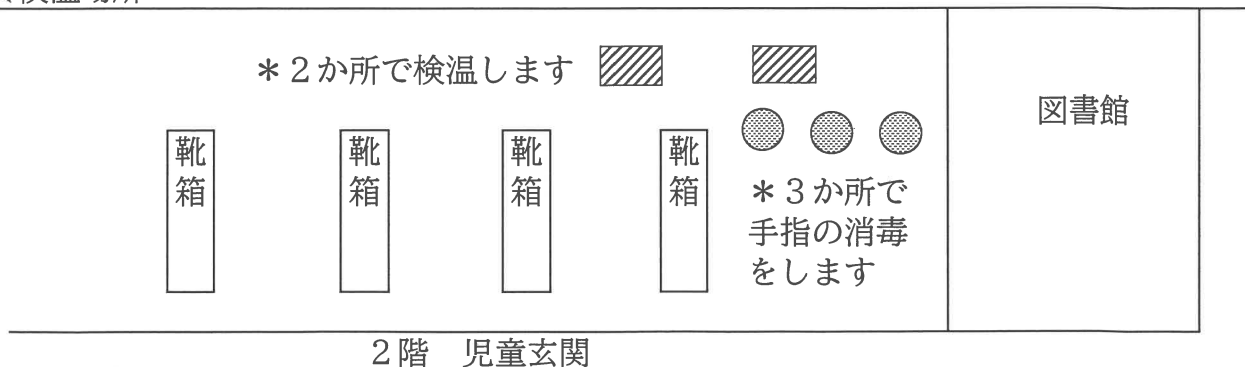 ＊２か所で検温します
図書館
靴箱
靴箱
靴箱
靴箱
＊３か所で
手指の消毒
をします
２階　児童玄関